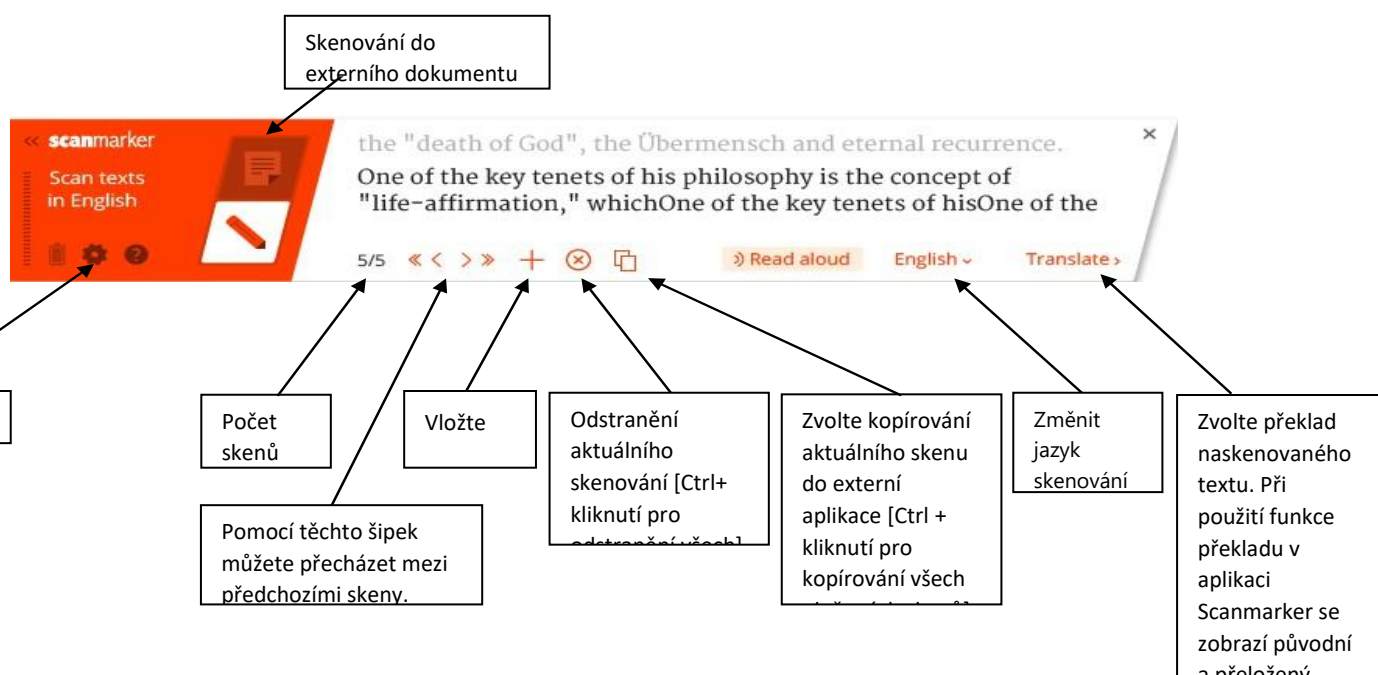 Skenování do
externího dokumentu
scanmarker
Scan texts
in English
the "death of God", the Übermensch and eternal recurrence.
One of the key tenets of his philosophy is the concept of
"life-affirmation," whichOne of the key tenets of hisOne of the
5/5
Read aloud
English
Translate
Počet
skenů
Pomocí těchto šipek
můžete přecházet mezi
předchozími skeny.
Vložte
Odstranění
aktuálního
skenování [Ctrl+
kliknutí pro
odstranění všech]
Zvolte kopírování
aktuálního skenu
do externí
aplikace [Ctrl +
kliknutí pro
kopírování všech
Změnit
jazyk
skenování
Zvolte překlad
naskenovaného
textu. Při
použití funkce
překladu v
aplikaci
Scanmarker se
zobrazí původní
a přeložený